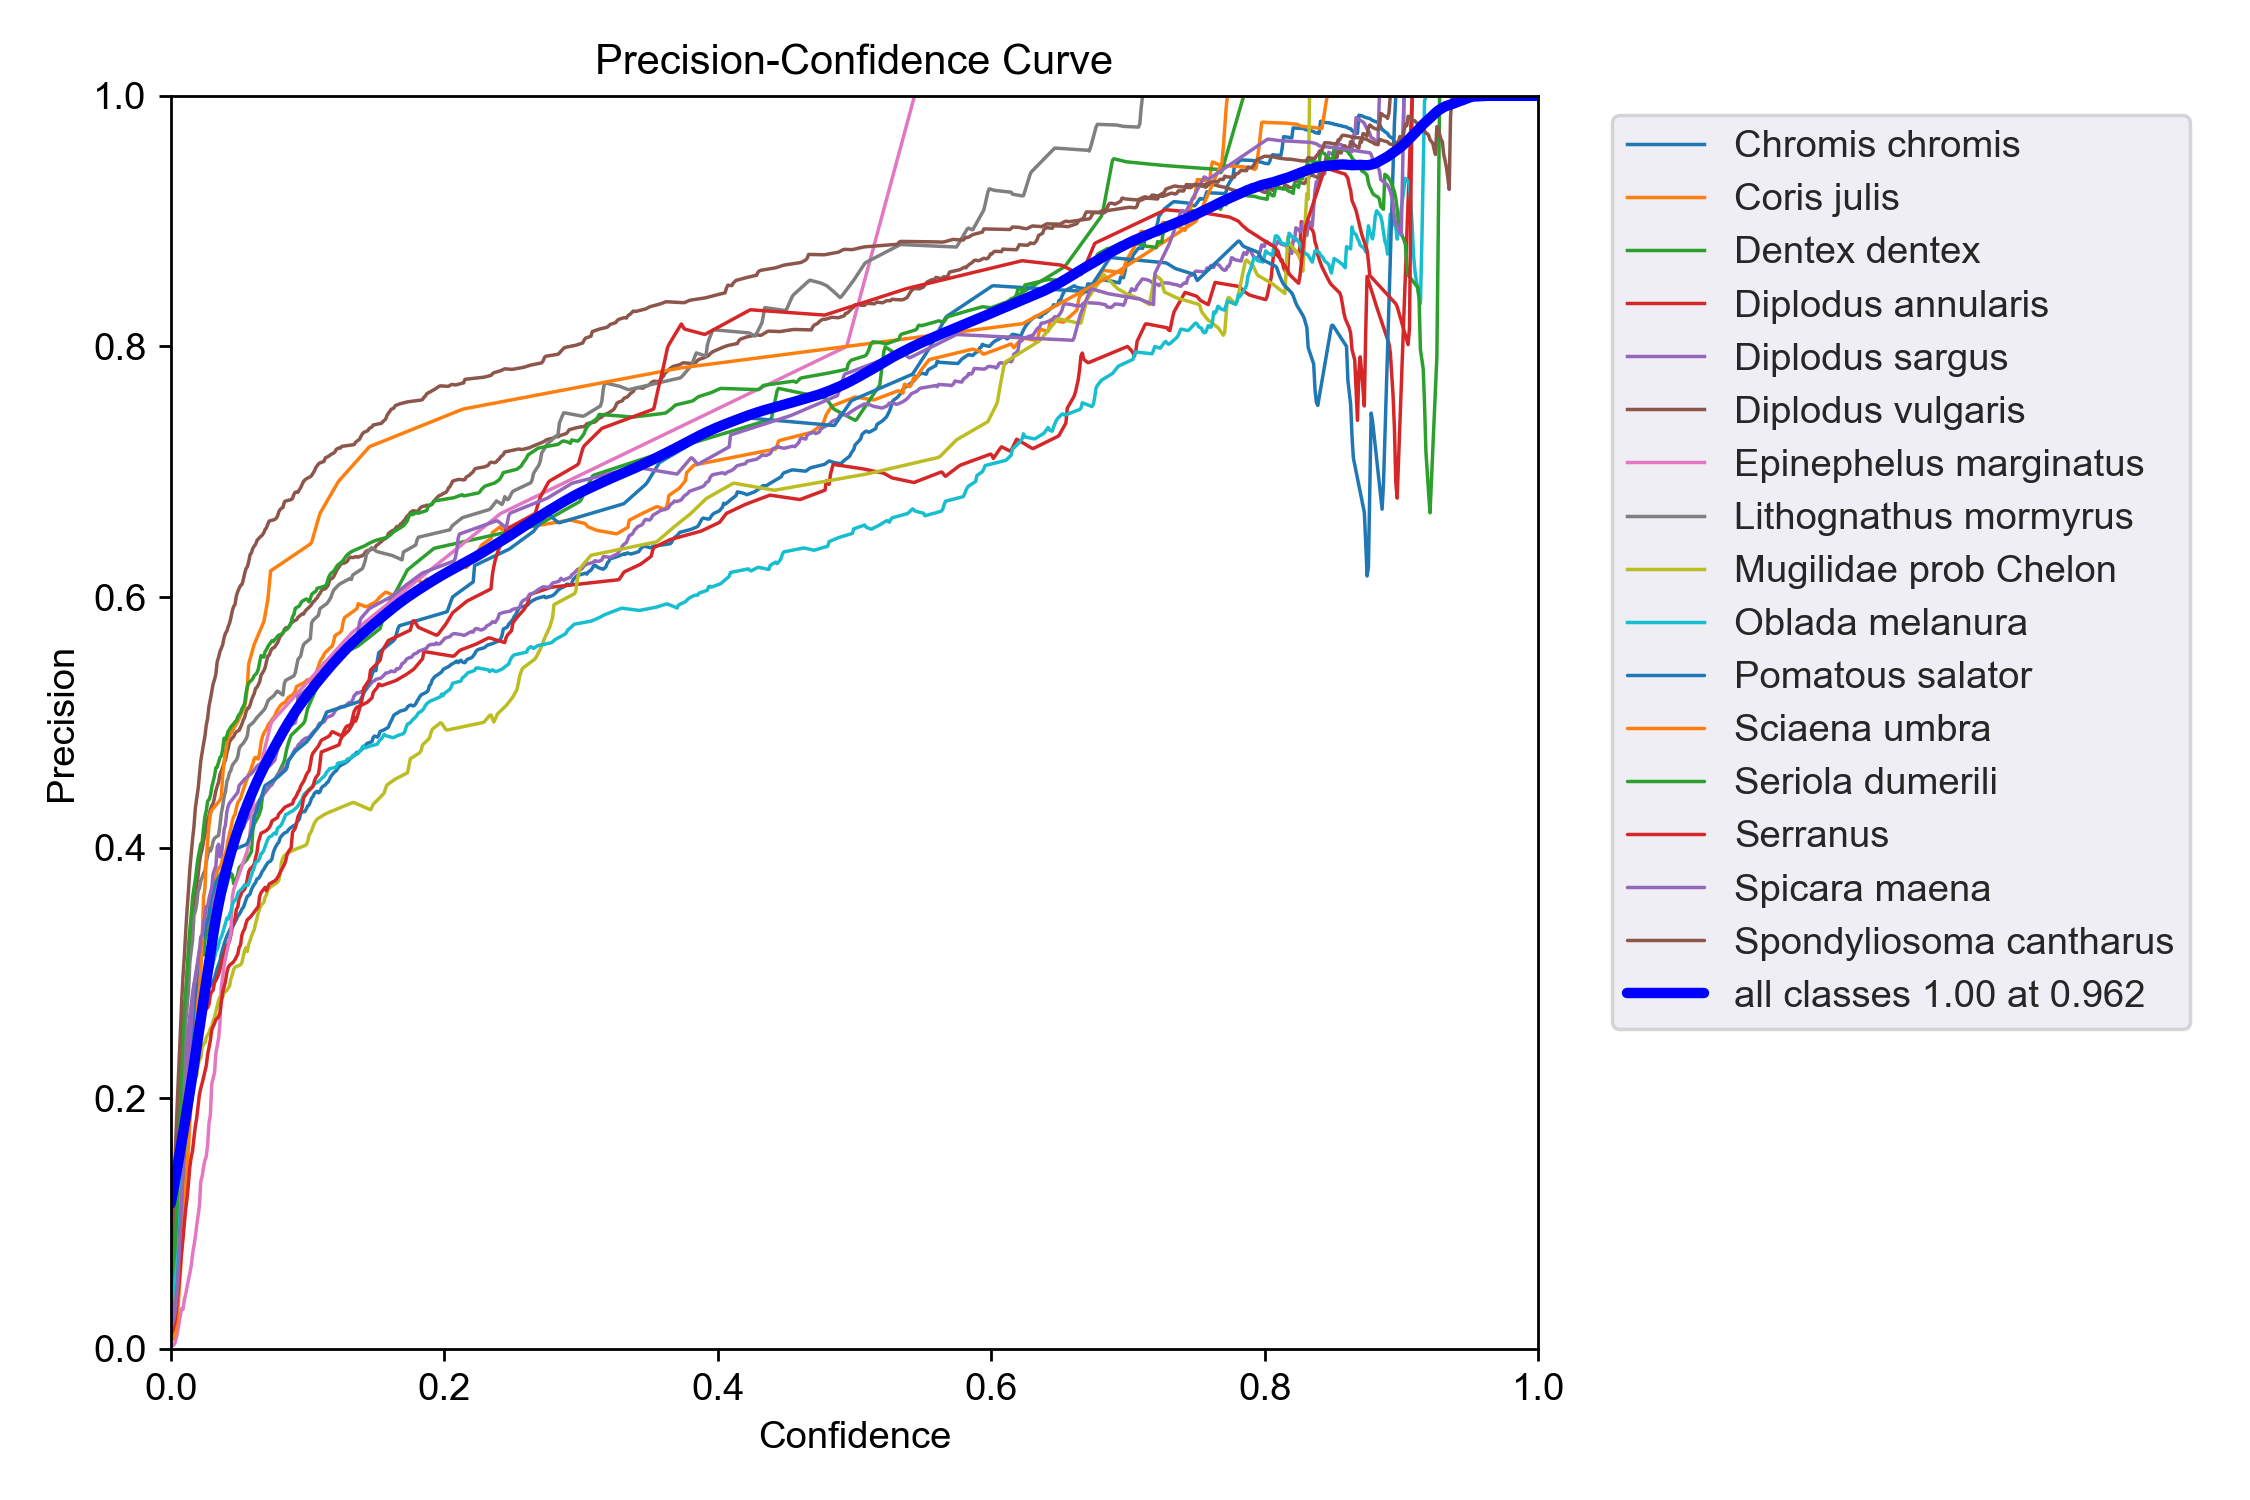 Precision-Confidence Curve
1.0
0.8
0.6
0.4
0.2
0.0
Precision
0.0 0.2 0.4 0.6 0.8 1.0
Confidence
Chromis chromis
Coris julis
Dentex dentex
Diplodus annularis
Diplodus sargus
Diplodus vulgaris
Epinephelus marginatus
Lithognathus mormyrus
Mugilidae prob Chelon
Oblada melanura
Pomatous salator
Sciaena umbra
Seriola dumerili
Serranus
Spicara maena
Spondyliosoma cantharus
all classes 1.00 at 0.962